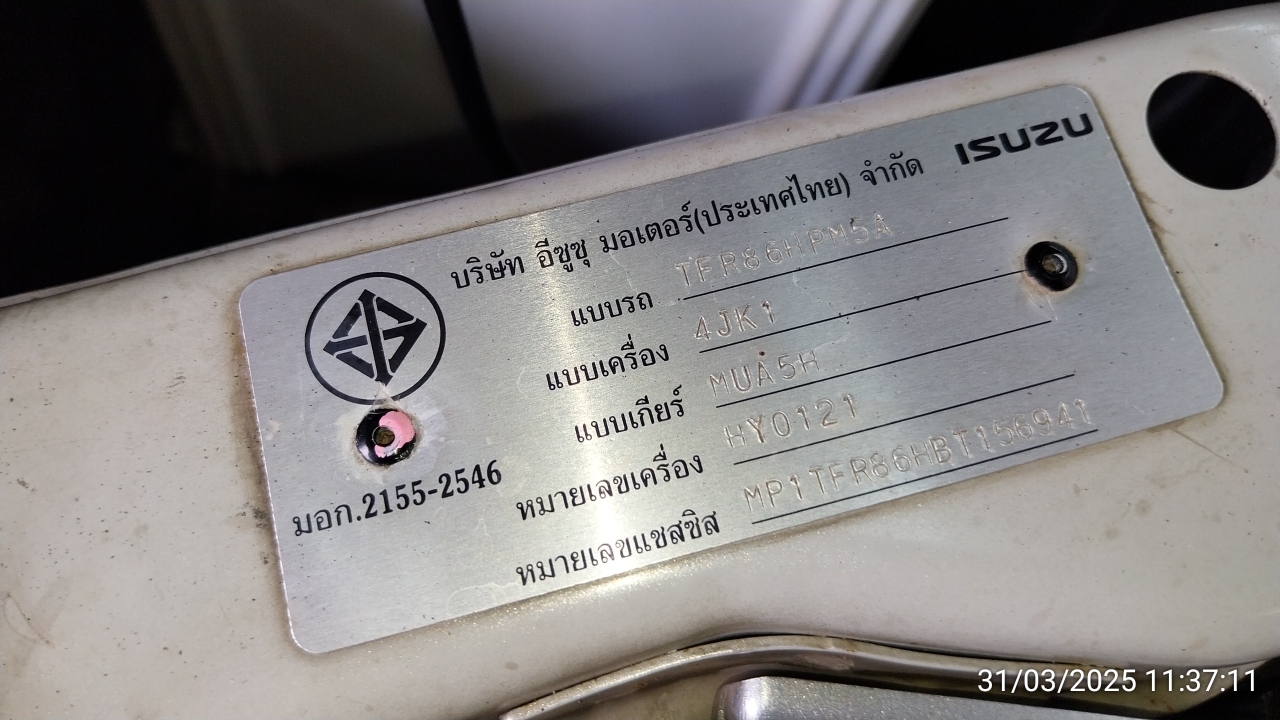 ISUZU
บริษัท อีซูซุ มอเตอร์(ประเทศไทย) จำกัด
แบบรถ TFR86HPM5A
แบบเครื่อง 4JK1
แบบเกียร์ MUA5H
หมายเลขเครื่อง HY0121
หมายเลขแชสซิส MP1TFR86HBT156941
มอก.2155-2546
31/03/2025 11:37:11